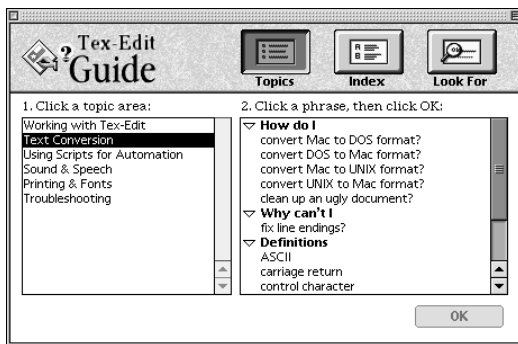 ?
Tex-Edit
Guide
Topics
Index
Look For
1. Click a topic area:
Working with Tex-Edit
Text Conversion
Using Scripts for Automation
Sound & Speech
Printing & Fonts
Troubleshooting
2. Click a phrase, then click OK:
How do I
convert Mac to DOS format?
convert DOS to Mac format?
convert Mac to UNIX format?
convert UNIX to Mac format?
clean up an ugly document?
Why can't I
fix line endings?
Definitions
ASCII
carriage return
control character
OK